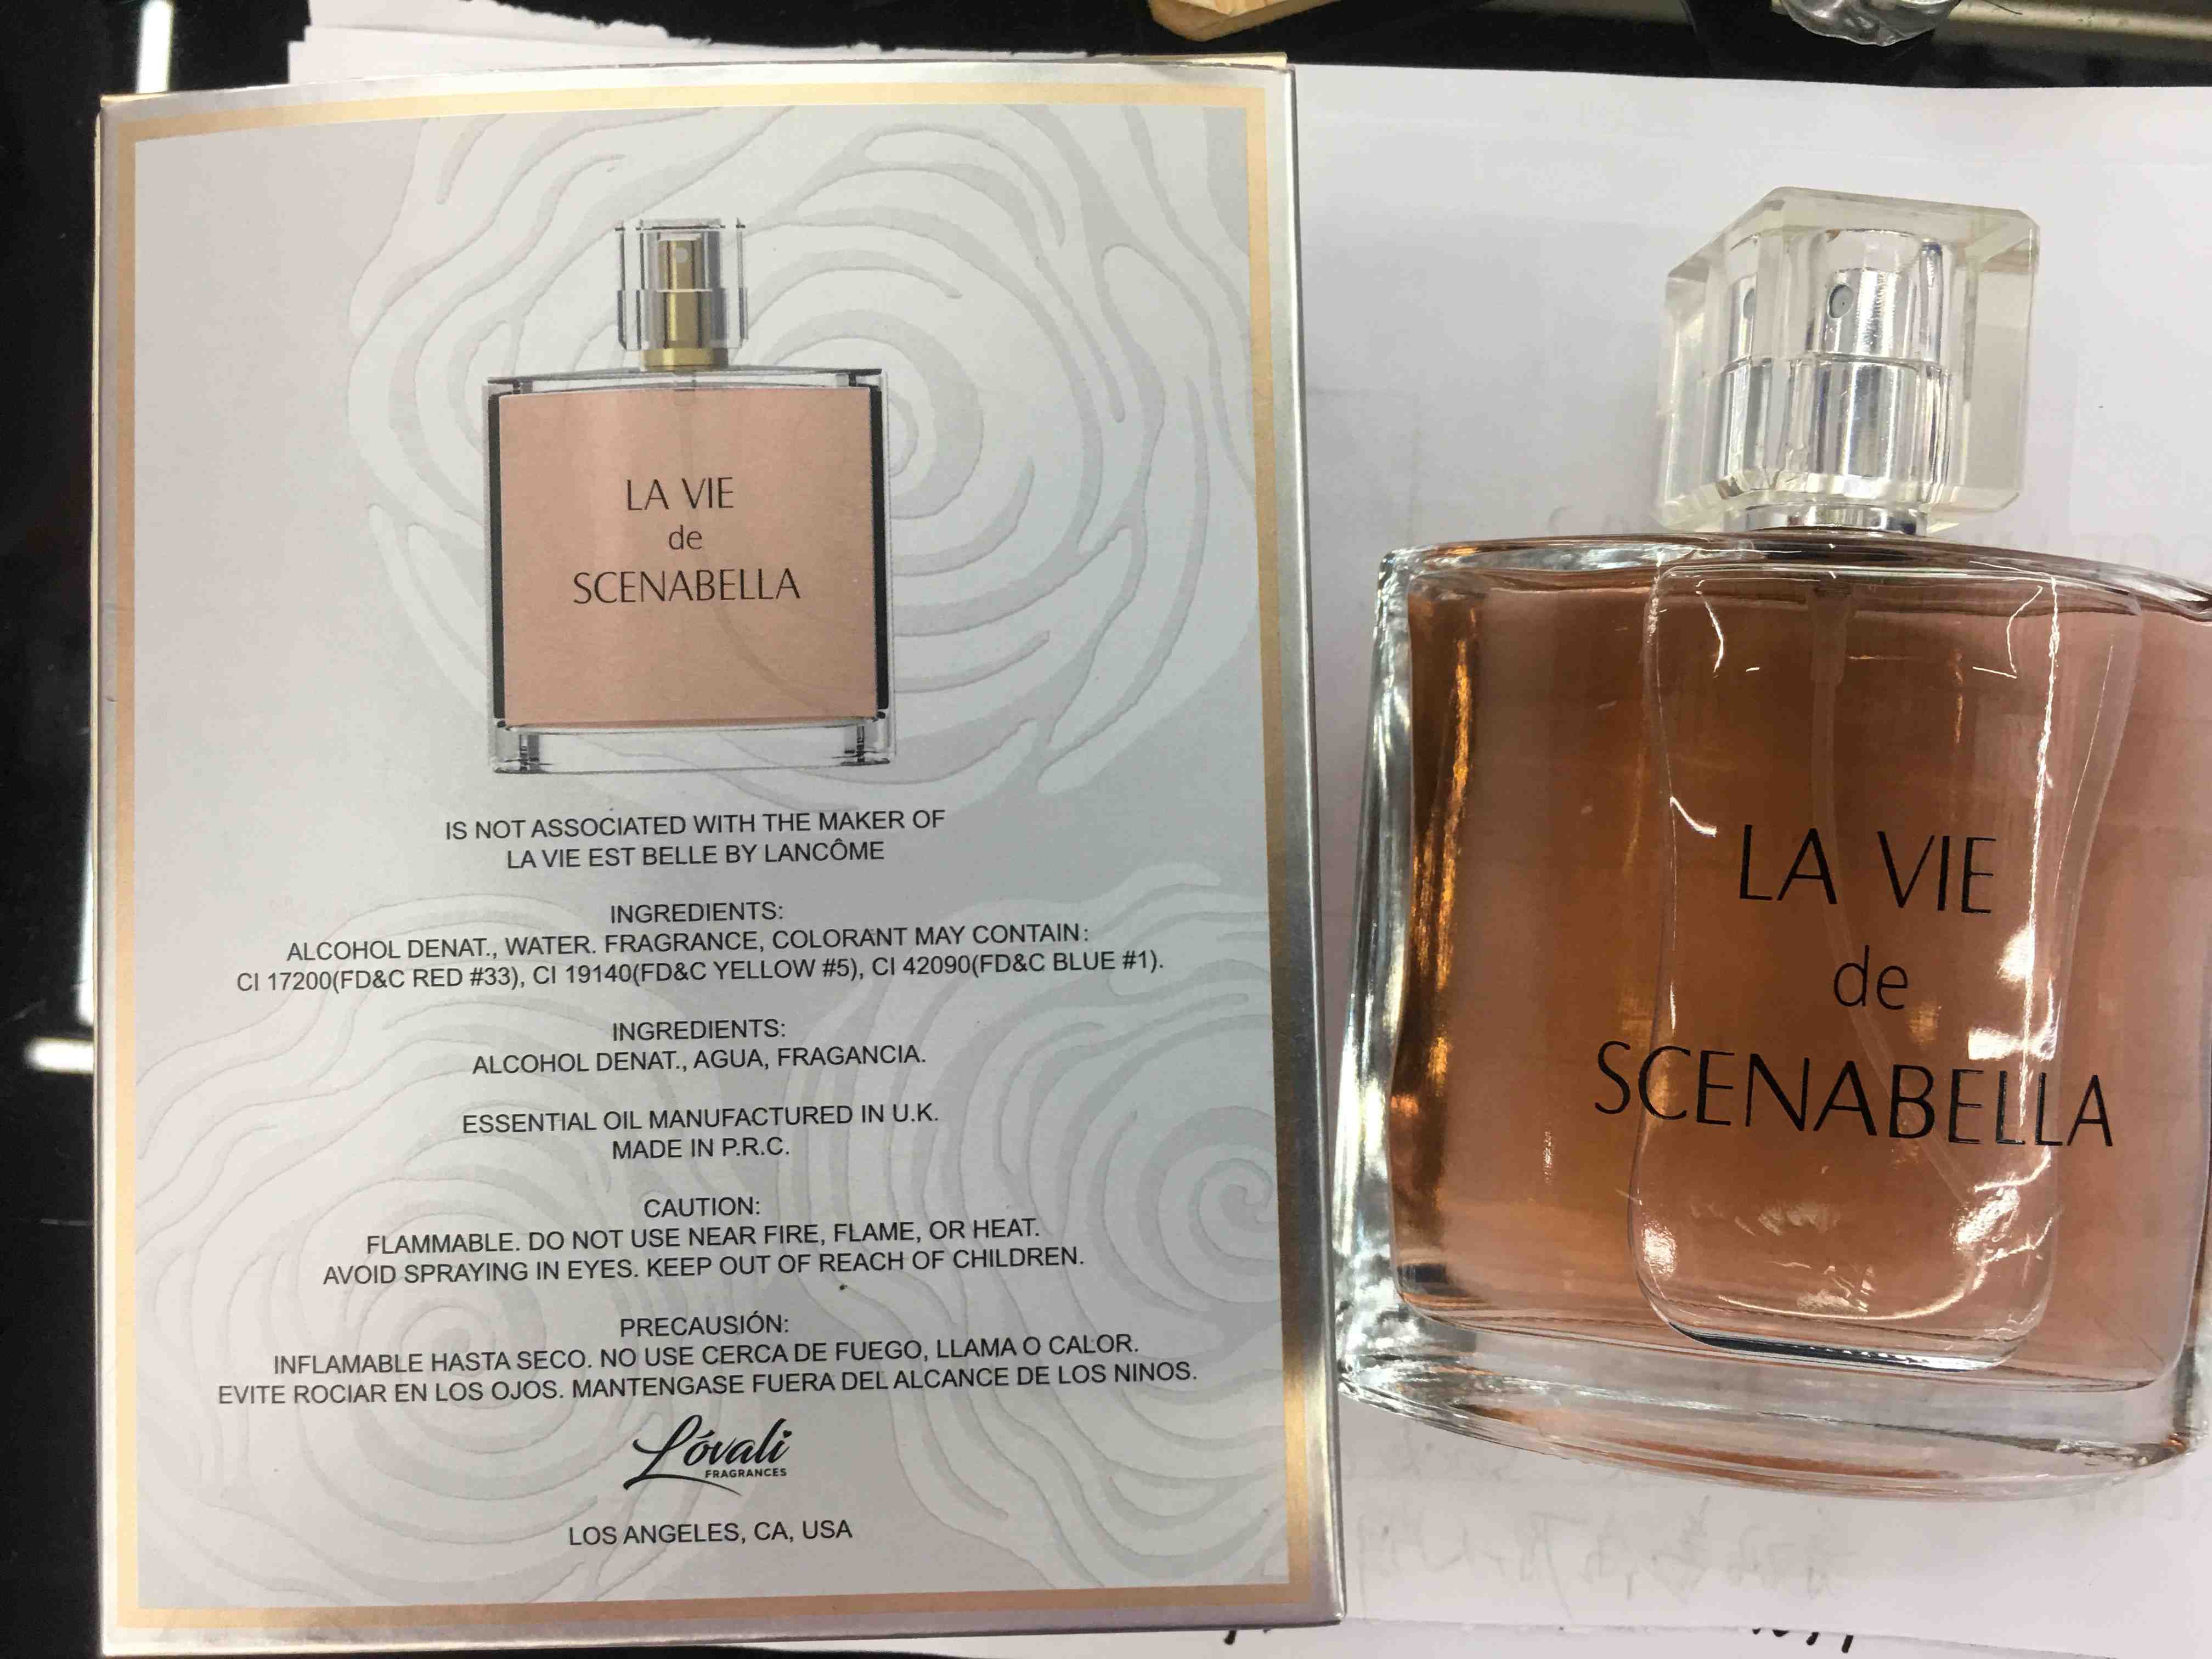 LA VIE
de
SCENABELLA
IS NOT ASSOCIATED WITH THE MAKER OF
LA VIE EST BELLE BY LANCÔME
INGREDIENTS:
ALCOHOL DENAT., WATER. FRAGRANCE, COLORANT MAY CONTAIN:
CI 17200(FD&C RED #33), CI 19140(FD&C YELLOW #5), CI 42090(FD&C BLUE #1).
INGREDIENTS:
ALCOHOL DENAT., AGUA, FRAGANCIA.
ESSENTIAL OIL MANUFACTURED IN U.K.
MADE IN P.R.C.
CAUTION:
FLAMMABLE. DO NOT USE NEAR FIRE, FLAME, OR HEAT.
AVOID SPRAYING IN EYES. KEEP OUT OF REACH OF CHILDREN.
PRECAUSIÓN:
INFLAMABLE HASTA SECO. NO USE CERCA DE FUEGO, LLAMA O CALOR.
EVITE ROCIAR EN LOS OJOS. MANTENGASE FUERA DEL ALCANCE DE LOS NINOS.
Lóvali
FRAGRANCES
LOS ANGELES, CA, USA
LA VIE
de
SCENABELLA